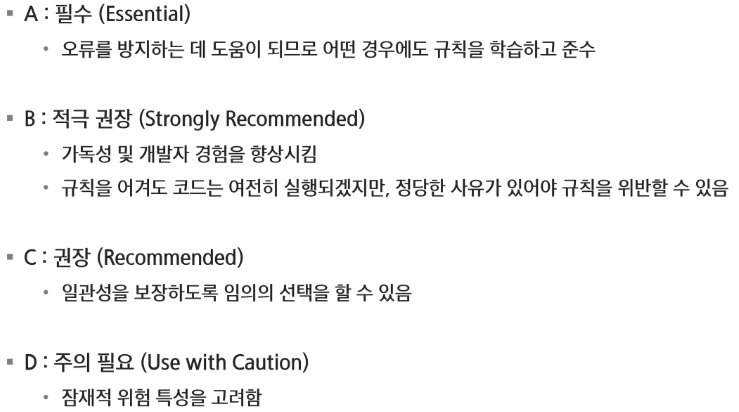 ▪ A : 필수 (Essential)
• 오류를 방지하는 데 도움이 되므로 어떤 경우에도 규칙을 학습하고 준수
▪ B : 적극 권장 (Strongly Recommended)
• 가독성 및 개발자 경험을 향상시킴
• 규칙을 어겨도 코드는 여전히 실행되겠지만, 정당한 사유가 있어야 규칙을 위반할 수 있음
▪ C : 권장 (Recommended)
• 일관성을 보장하도록 임의의 선택을 할 수 있음
▪ D : 주의 필요 (Use with Caution)
• 잠재적 위험 특성을 고려함